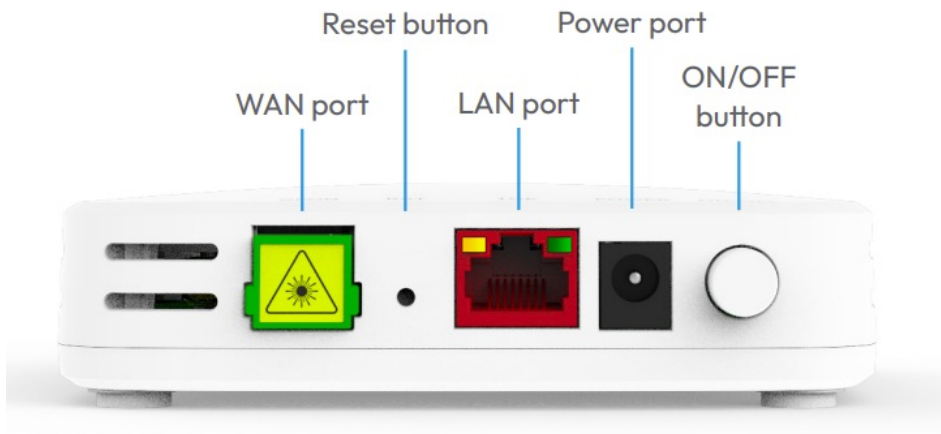 Reset button
Power port
WAN port
LAN port
ON/OFF
button